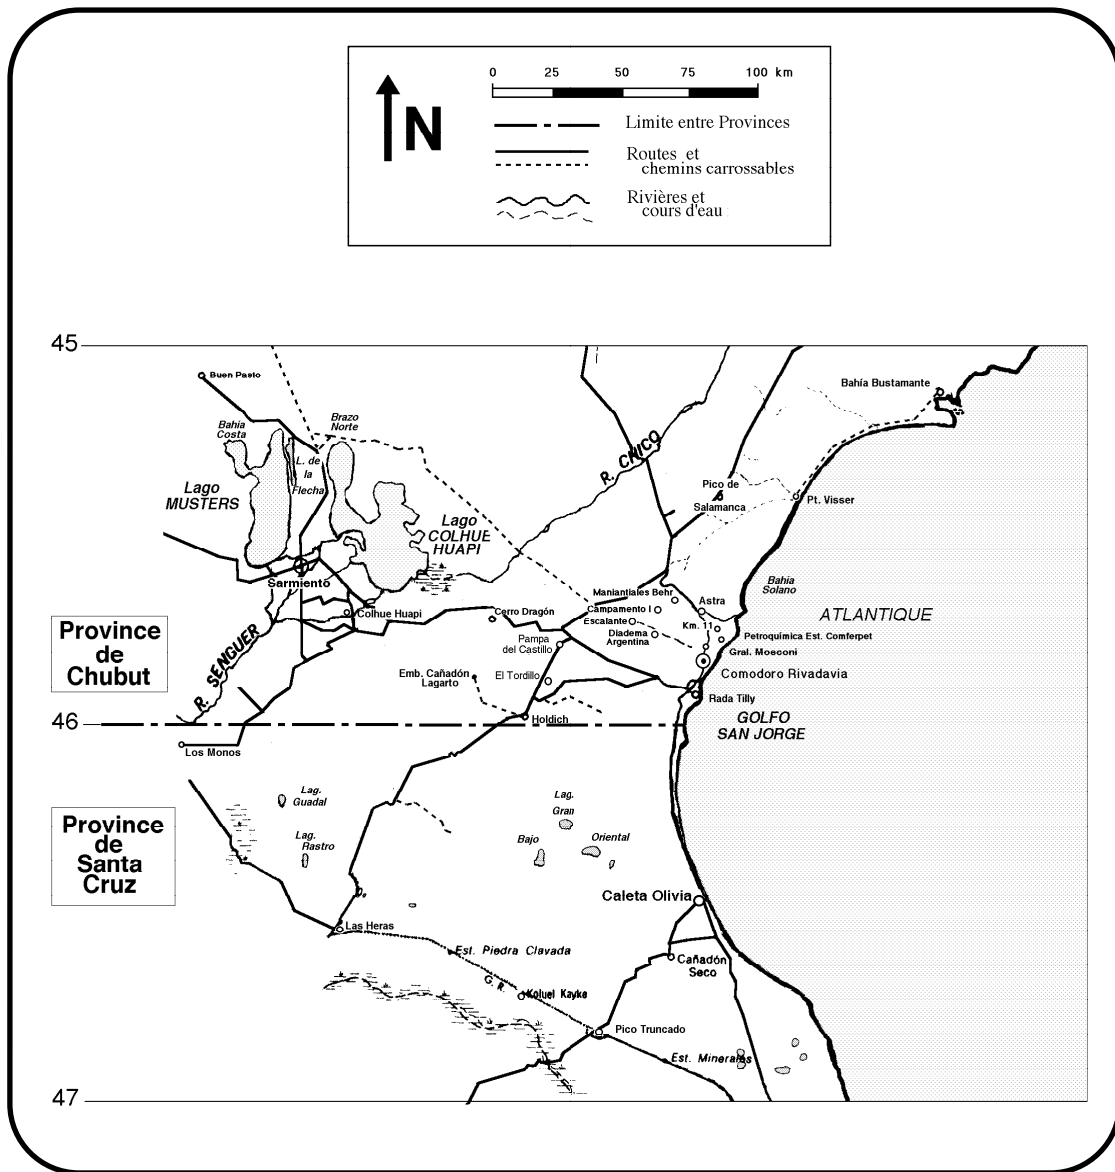 0 25 50 75 100 km
N
Limite entre Provinces
Routes et
chemins carrossables
Rivières et
cours d'eau
45
Buen Pasto
Bahía Bustamante
Bahía
Costa
Brazo
Norte
L. de
la
Flecha
R. CHICO
Lago
MUSTERS
Pico de
Salamanca
Pt. Visser
Lago
COLHUE
HUAPI
Sarmiento
Bahía
Solano
Maniantiales Behr
Astra
Colhue Huapi
Cerro Dragón
Campamento I
Escalante
ATLANTIQUE
Km. 11
Province
de
Chubut
R. SENGUER
Diadema
Argentina
Petroquímica Est. Comferpet
Pampa
del Castillo
Gral. Mosconi
Emb. Cañadón
Lagarto
El Tordillo
Comodoro Rivadavia
Rada Tilly
Holdich
GOLFO
SAN JORGE
46
Los Monos
Province
de
Santa
Cruz
Lag.
Guadal
Lag.
Gran
Lag.
Rastro
Bajo
Oriental
Caleta Olivia
Las Heras
Est. Piedra Clavada
Cañadón
Seco
G. R.
Koluel Kayke
Pico Truncado
Est. Minerales
47